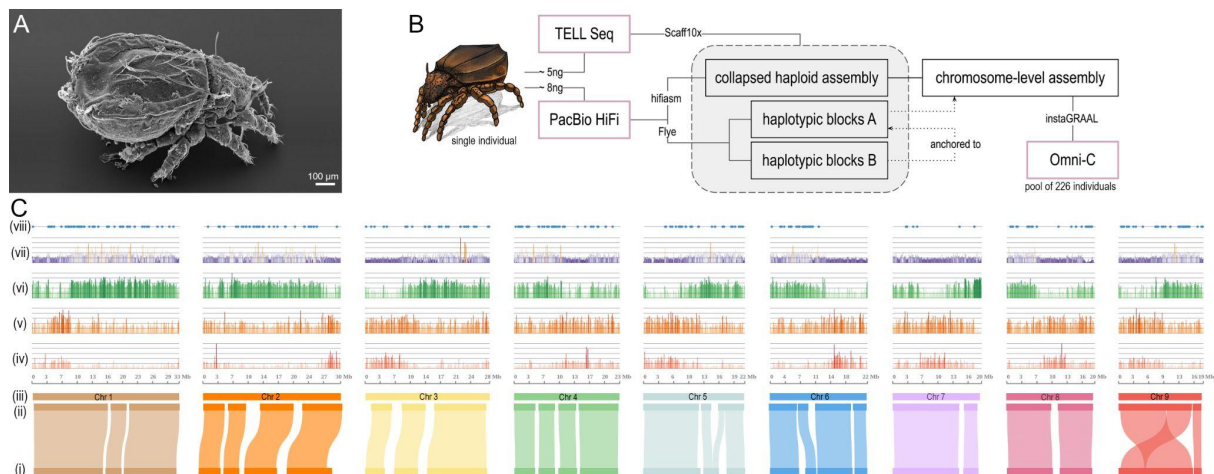 A
100 µm
B
TELL Seq
Scaff10x
~ 5ng
~ 8ng
PacBio HiFi
single individual
hifiasm
Flye
collapsed haploid assembly
haplotypic blocks A
haplotypic blocks B
chromosome-level assembly
anchored to
instaGRAAL
Omni-C
pool of 226 individuals
C
(viii)
(vii)
(vi)
(v)
(iv)
(iii)
Chr 1 Chr 2 Chr 3 Chr 4 Chr 5 Chr 6 Chr 7 Chr 8 Chr 9
(ii)
(i)